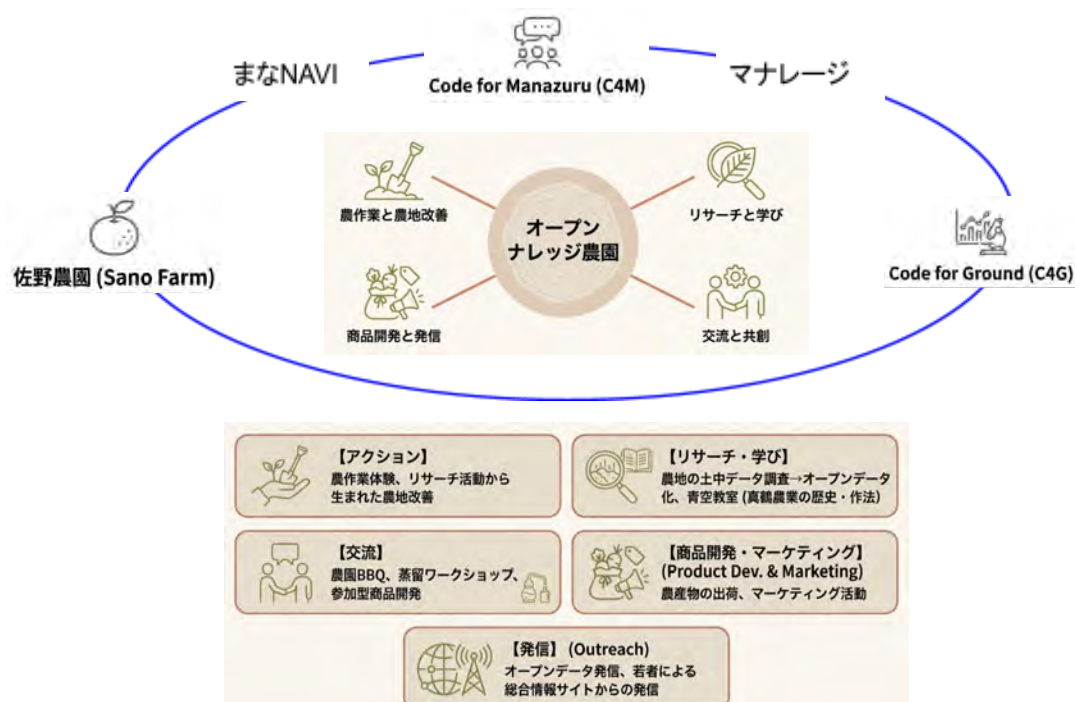 まなNAVI
Code for Manazuru (C4M)
マナレージ
佐野農園 (Sano Farm)
Code for Ground (C4G)
農作業と農地改善
リサーチと学び
オープン
ナレッジ農園
商品開発と発信
交流と共創
【アクション】
農作業体験、リサーチ活動から
生まれた農地改善
【リサーチ・学び】
農地の土中データ調査→オープンデータ
化、青空教室 (真鶴農業の歴史・作法)
【交流】
農園BBQ、蒸留ワークショップ、
参加型商品開発
【商品開発・マーケティング】
(Product Dev. & Marketing)
農産物の出荷、マーケティング活動
【発信】 (Outreach)
オープンデータ発信、若者による
総合情報サイトからの発信